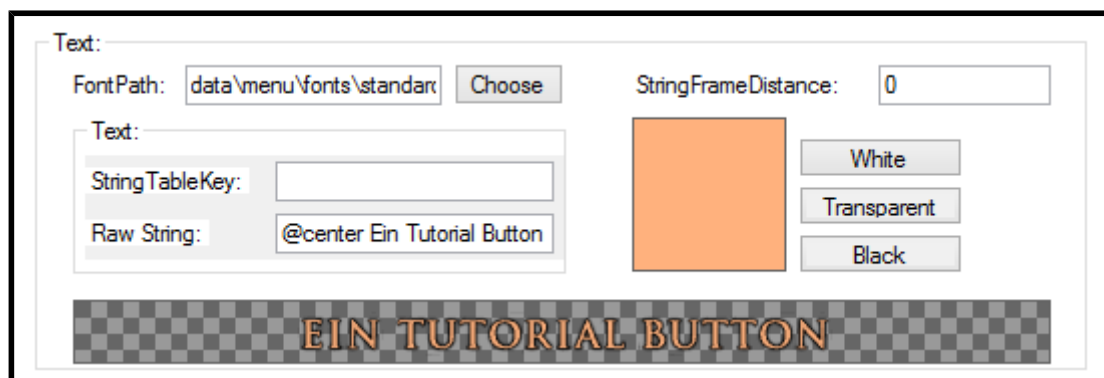 Text:
FontPath: data\menu\fonts\standard Choose StringFrameDistance: 0
Text:
StringTableKey:
White
Transparent
Raw String: @center Ein Tutorial Button
Black
EIN TUTORIAL BUTTON